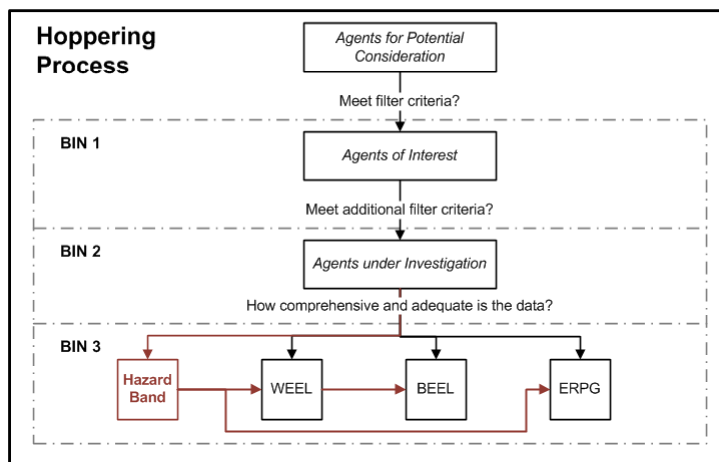 Hoppering
Process
Agents for Potential
Consideration
Meet filter criteria?
BIN 1
Agents of Interest
Meet additional filter criteria?
BIN 2
Agents under Investigation
How comprehensive and adequate is the data?
BIN 3
Hazard
Band
WEEL
BEEL
ERPG